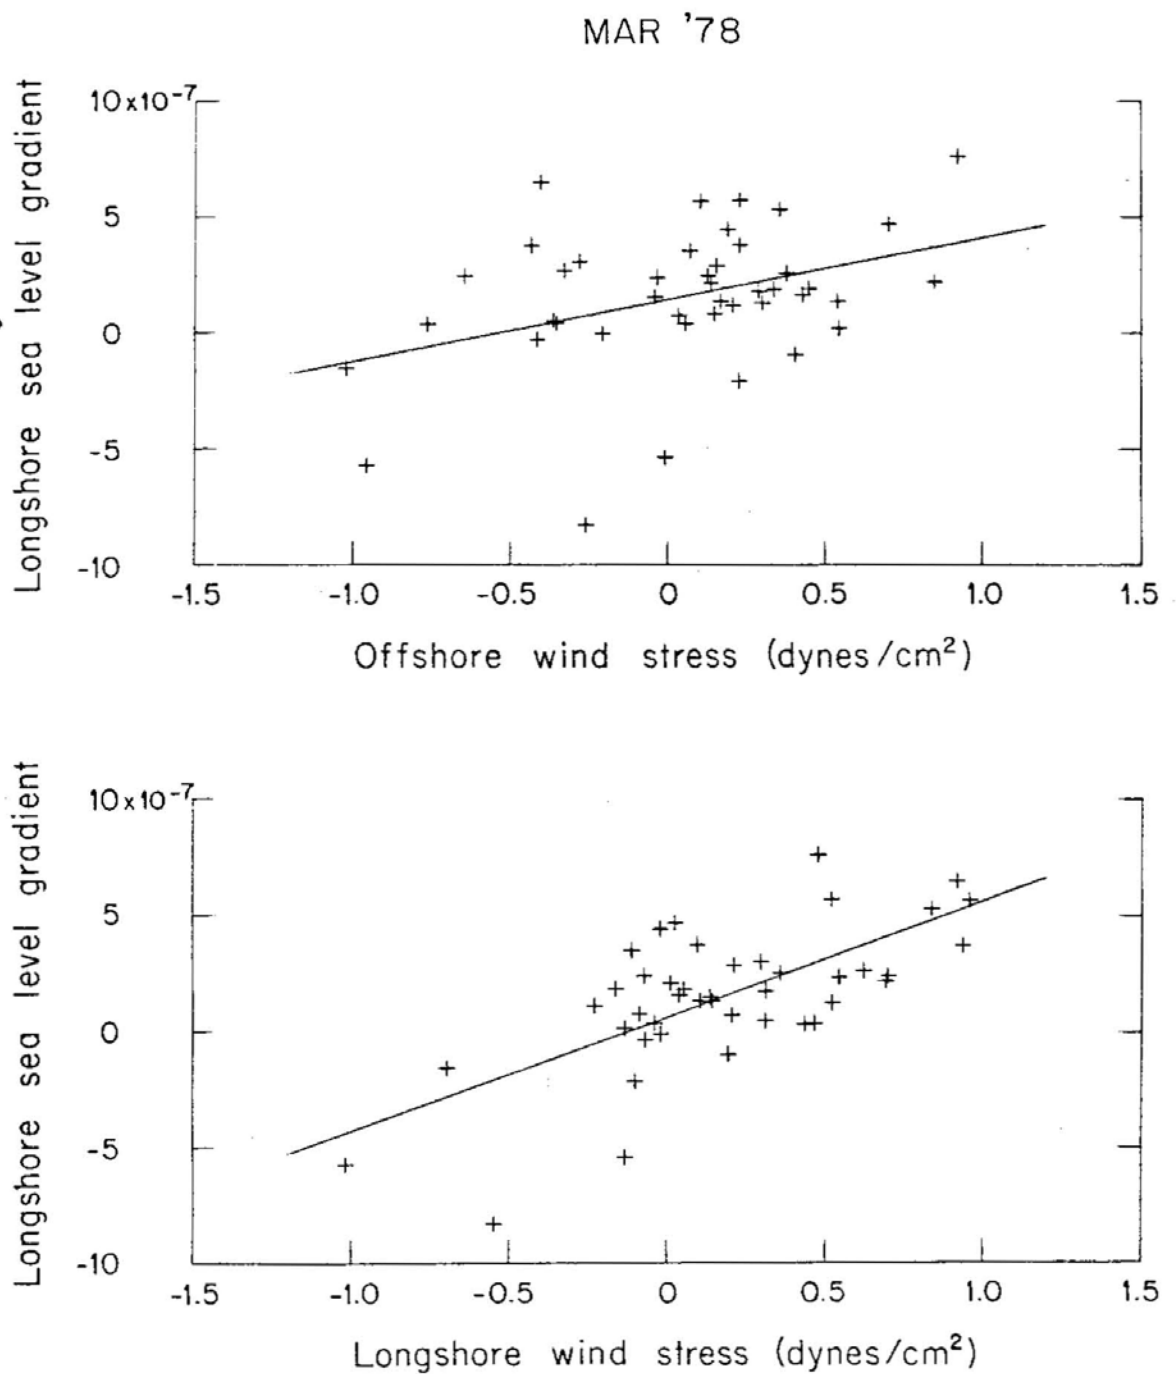 MAR '78
Longshore sea level gradient
10x10-7
5
0
-5
-10
-1.5 -1.0 -0.5 0 0.5 1.0 1.5
Offshore wind stress (dynes/cm²)
Longshore sea level gradient
10x10-7
5
0
-5
-10
-1.5 -1.0 -0.5 0 0.5 1.0 1.5
Longshore wind stress (dynes/cm²)